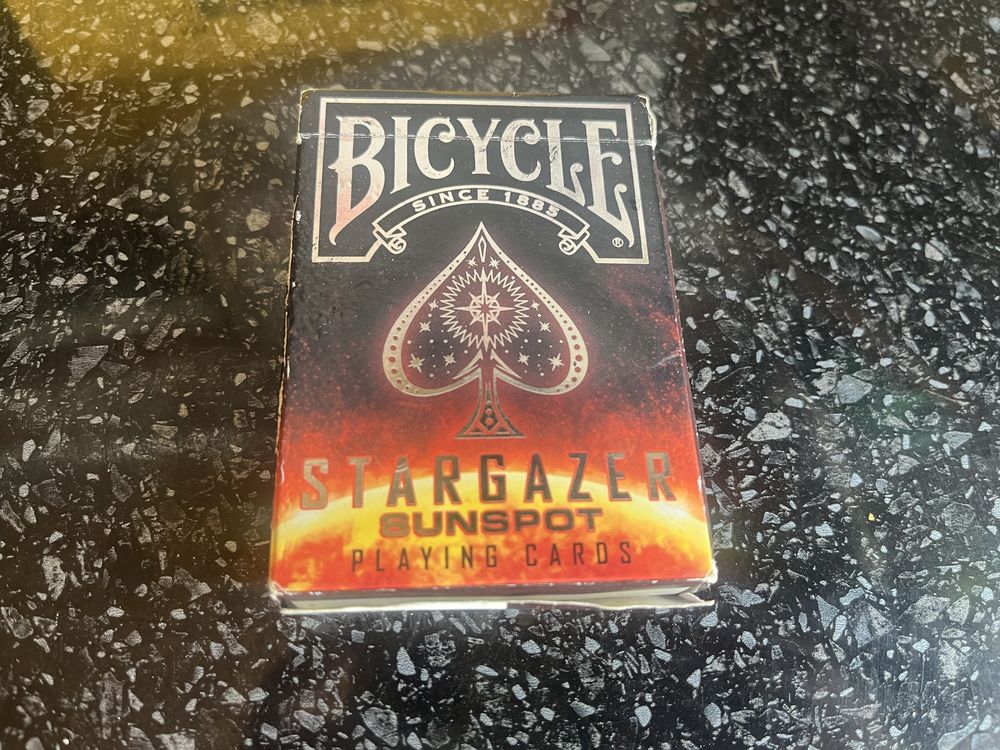 BICYCLE
SINCE 1885
®
STARGAZER
SUNSPOT
PLAYING CARDS